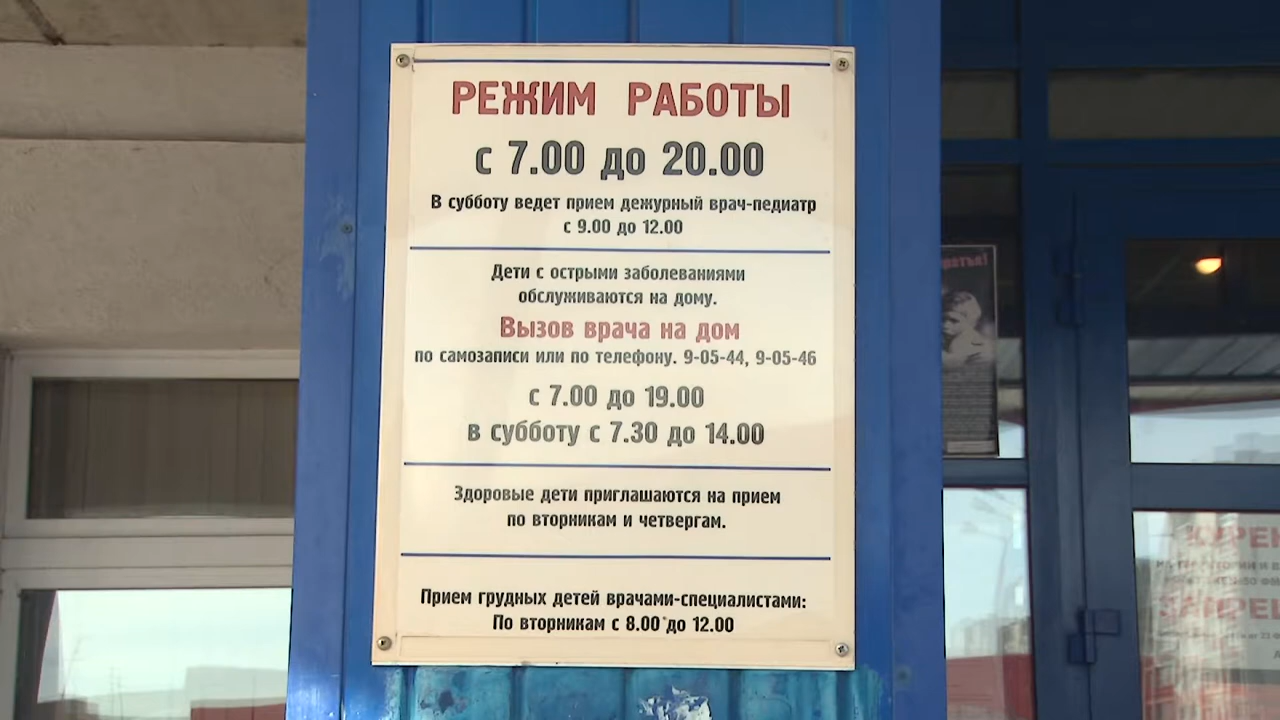 РЕЖИМ РАБОТЫ
с 7.00 до 20.00
В субботу ведет прием дежурный врач-педиатр
с 9.00 до 12.00
Дети с острыми заболеваниями
обслуживаются на дому.
Вызов врача на дом
по самозаписи или по телефону. 9-05-44, 9-05-46
с 7.00 до 19.00
в субботу с 7.30 до 14.00
Здоровые дети приглашаются на прием
по вторникам и четвергам.
Прием грудных детей врачами-специалистами:
По вторникам с 8.00 до 12.00